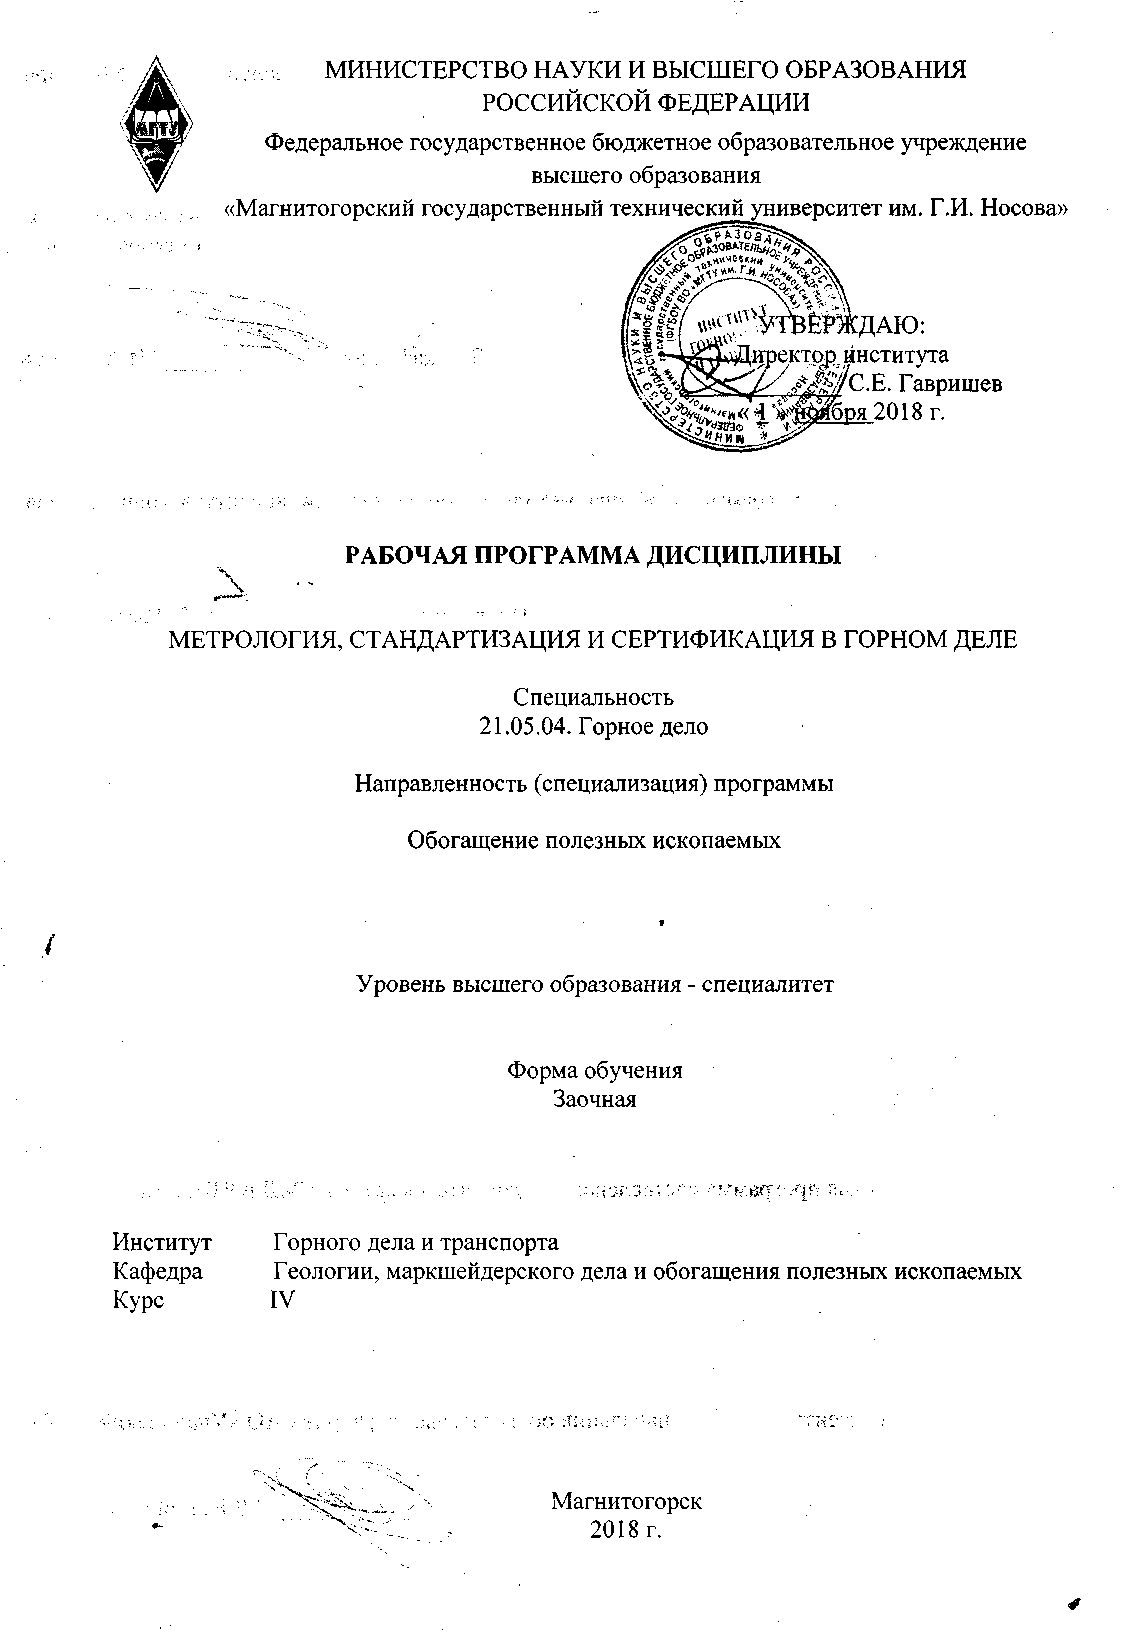 МИНИСТЕРСТВО НАУКИ И ВЫСШЕГО ОБРАЗОВАНИЯ
РОССИЙСКОЙ ФЕДЕРАЦИИ
Федеральное государственное бюджетное образовательное учреждение
высшего образования
«Магнитогорский государственный технический университет им. Г.И. Носова»
МГТУ
УТВЕРЖДАЮ:
Директор института
С.Е. Гавришев
« 1 » ноября 2018 г.
РАБОЧАЯ ПРОГРАММА ДИСЦИПЛИНЫ
МЕТРОЛОГИЯ, СТАНДАРТИЗАЦИЯ И СЕРТИФИКАЦИЯ В ГОРНОМ ДЕЛЕ
Специальность
21.05.04. Горное дело
Направленность (специализация) программы
Обогащение полезных ископаемых
Уровень высшего образования - специалитет
Форма обучения
Заочная
Институт Горного дела и транспорта
Кафедра Геологии, маркшейдерского дела и обогащения полезных ископаемых
Курс IV
Магнитогорск
2018 г.